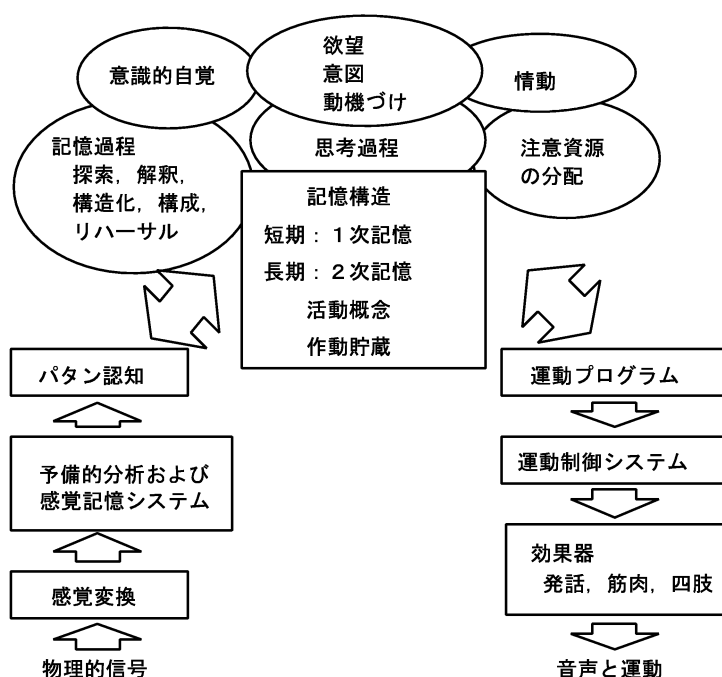 意識的自覚
欲望
意図
動機づけ
情動
記憶過程
探索，解釈，
構造化，構成，
リハーサル
思考過程
注意資源
の分配
記憶構造
短期：１次記憶
長期：２次記憶
活動概念
作動貯蔵
パタン認知
予備的分析および
感覚記憶システム
感覚変換
物理的信号
運動プログラム
運動制御システム
効果器
発話，筋肉，四肢
音声と運動